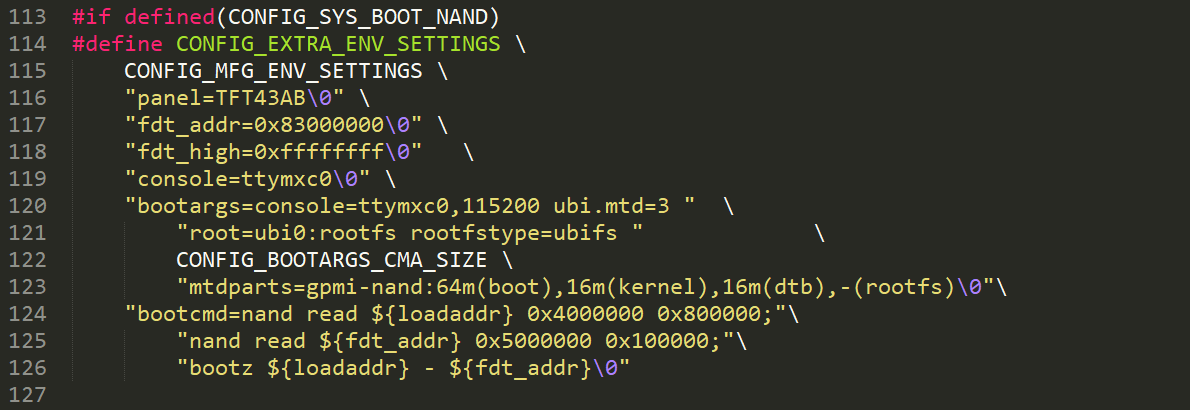 113 #if defined(CONFIG_SYS_BOOT_NAND)
114 #define CONFIG_EXTRA_ENV_SETTINGS \
115     CONFIG_MFG_ENV_SETTINGS \
116     "panel=TFT43AB\0" \
117     "fdt_addr=0x83000000\0" \
118     "fdt_high=0xffffffff\0"   \
119     "console=ttymxc0\0" \
120     "bootargs=console=ttymxc0,115200 ubi.mtd=3 "  \
121         "root=ubi0:rootfs rootfstype=ubifs "             \
122         CONFIG_BOOTARGS_CMA_SIZE \
123         "mtdparts=gpmi-nand:64m(boot),16m(kernel),16m(dtb),-(rootfs)\0"\
124     "bootcmd=nand read ${loadaddr} 0x4000000 0x800000;"\
125         "nand read ${fdt_addr} 0x5000000 0x100000;"\
126         "bootz ${loadaddr} - ${fdt_addr}\0"
127